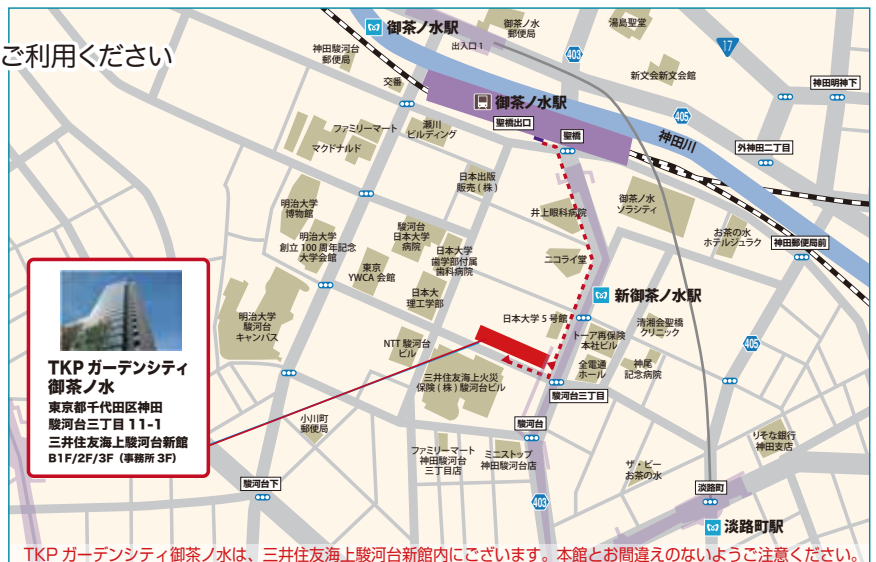 ご利用ください
御茶ノ水駅
御茶ノ水
郵便局
湯島聖堂
出入口1
403
17
神田駿河台
郵便局
新文会新文会館
神田明神下
交番
御茶ノ水駅
405
ファミリーマート
瀬川
ビルディング
聖橋出口
聖橋
神田川
マクドナルド
外神田二丁目
日本出版
販売(株)
明治大学
博物館
井上眼科病院
御茶ノ水
ソラシティ
駿河台
日本大学
病院
お茶の水
ホテルジュラク
神田郵便局前
明治大学
創立100周年記念
大学会館
日本大学
歯学部付属
歯科病院
ニコライ堂
東京
YWCA会館
日本大
理工学部
新御茶ノ水駅
明治大学
駿河台
キャンパス
日本大学5号館
清湘会聖橋
クリニック
トーア再保険
本社ビル
405
NTT駿河台
ビル
全電通
ホール
神尾
記念病院
三井住友海上火災
保険(株)駿河台ビル
駿河台三丁目
TKPガーデンシティ
御茶ノ水
東京都千代田区神田
駿河台三丁目11-1
三井住友海上駿河台新館
B1F/2F/3F(事務所3F)
小川町
郵便局
駿河台
りそな銀行
神田支店
ファミリーマート
神田駿河台
三丁目店
ミニストップ
神田駿河台店
ザ・ビー
お茶の水
駿河台下
淡路町
403
淡路町駅
TKPガーデンシティ御茶ノ水は、三井住友海上駿河台新館内にございます。本館とお間違えのないようご注意ください。